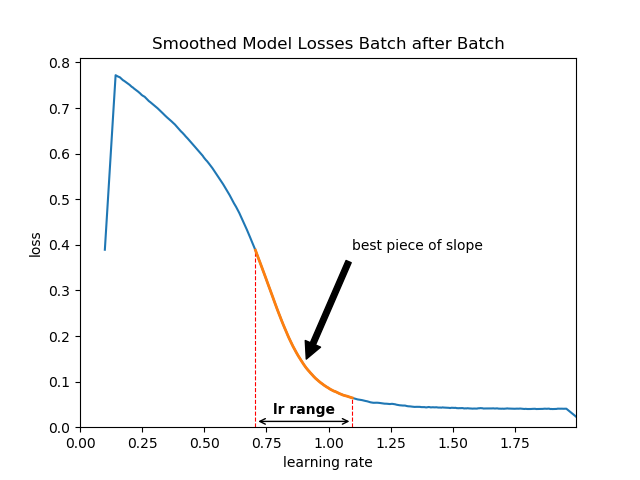 Smoothed Model Losses Batch after Batch
0.8
0.7
0.6
0.5
0.4
0.3
0.2
0.1
0.0
loss
best piece of slope
lr range
0.00 0.25 0.50 0.75 1.00 1.25 1.50 1.75
learning rate